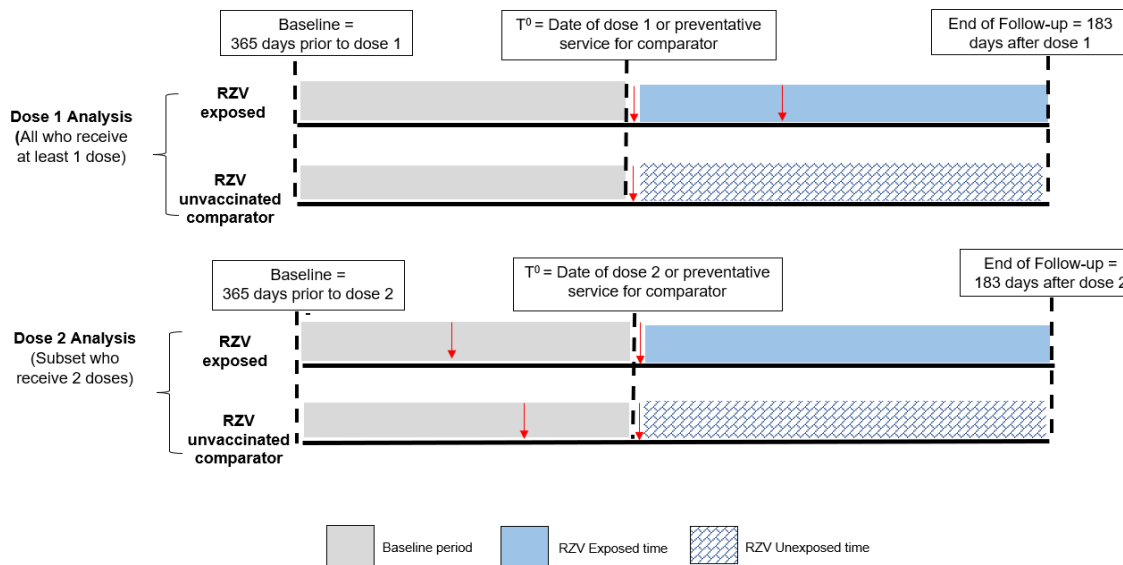 Baseline =
365 days prior to dose 1
T⁰ = Date of dose 1 or preventative
service for comparator
End of Follow-up = 183
days after dose 1
Dose 1 Analysis
(All who receive
at least 1 dose)
RZV
exposed
RZV
unvaccinated
comparator
Baseline =
365 days prior to dose 2
T⁰ = Date of dose 2 or preventative
service for comparator
End of Follow-up =
183 days after dose 2
Dose 2 Analysis
(Subset who
receive 2 doses)
RZV
exposed
RZV
unvaccinated
comparator
Baseline period
RZV Exposed time
RZV Unexposed time